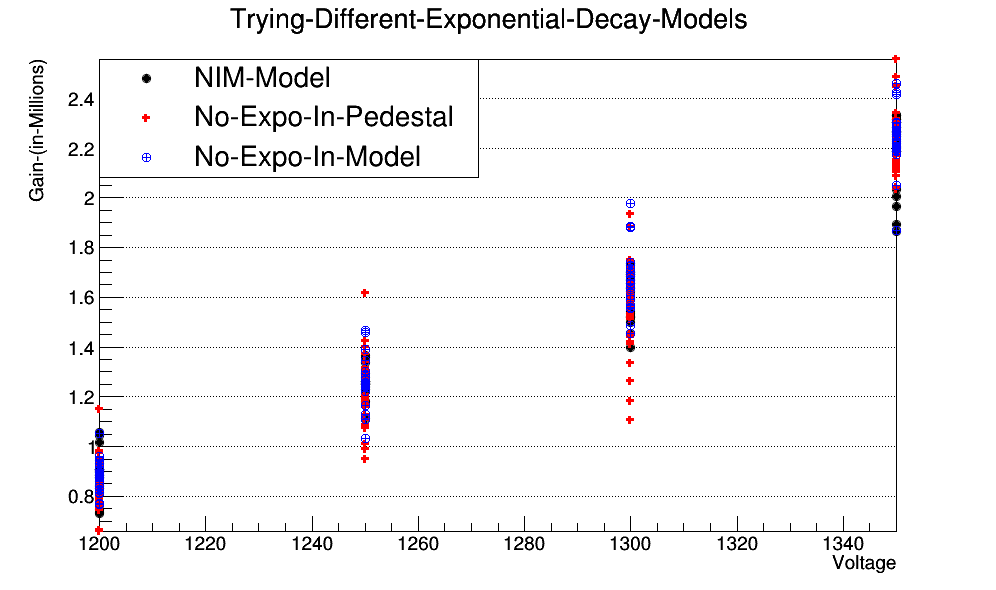 Trying-Different-Exponential-Decay-Models
Gain-(in-Millions)
NIM-Model
No-Expo-In-Pedestal
No-Expo-In-Model
2.4
2.2
2
1.8
1.6
1.4
1.2
1
0.8
1200 1220 1240 1260 1280 1300 1320 1340
Voltage